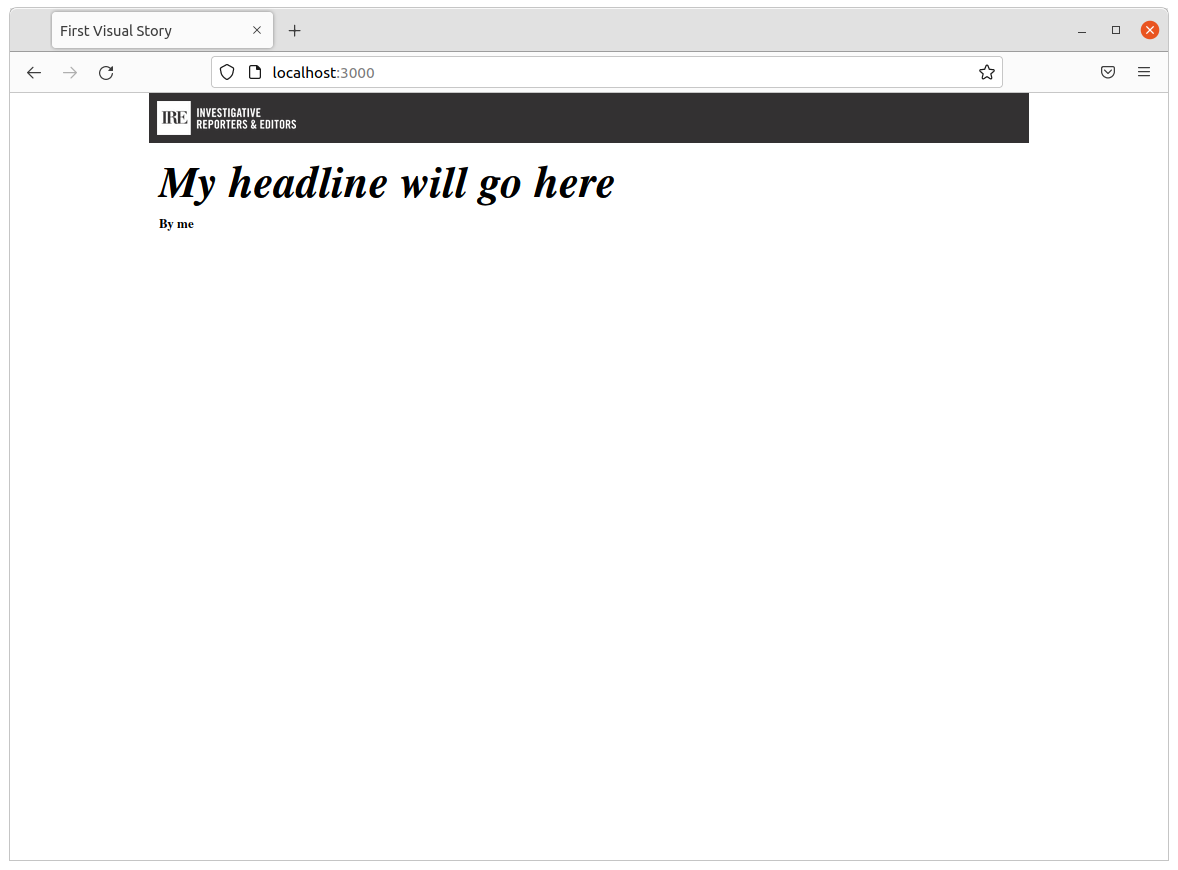 First Visual Story
localhost:3000
IRE
INVESTIGATIVE
REPORTERS & EDITORS
My headline will go here
By me